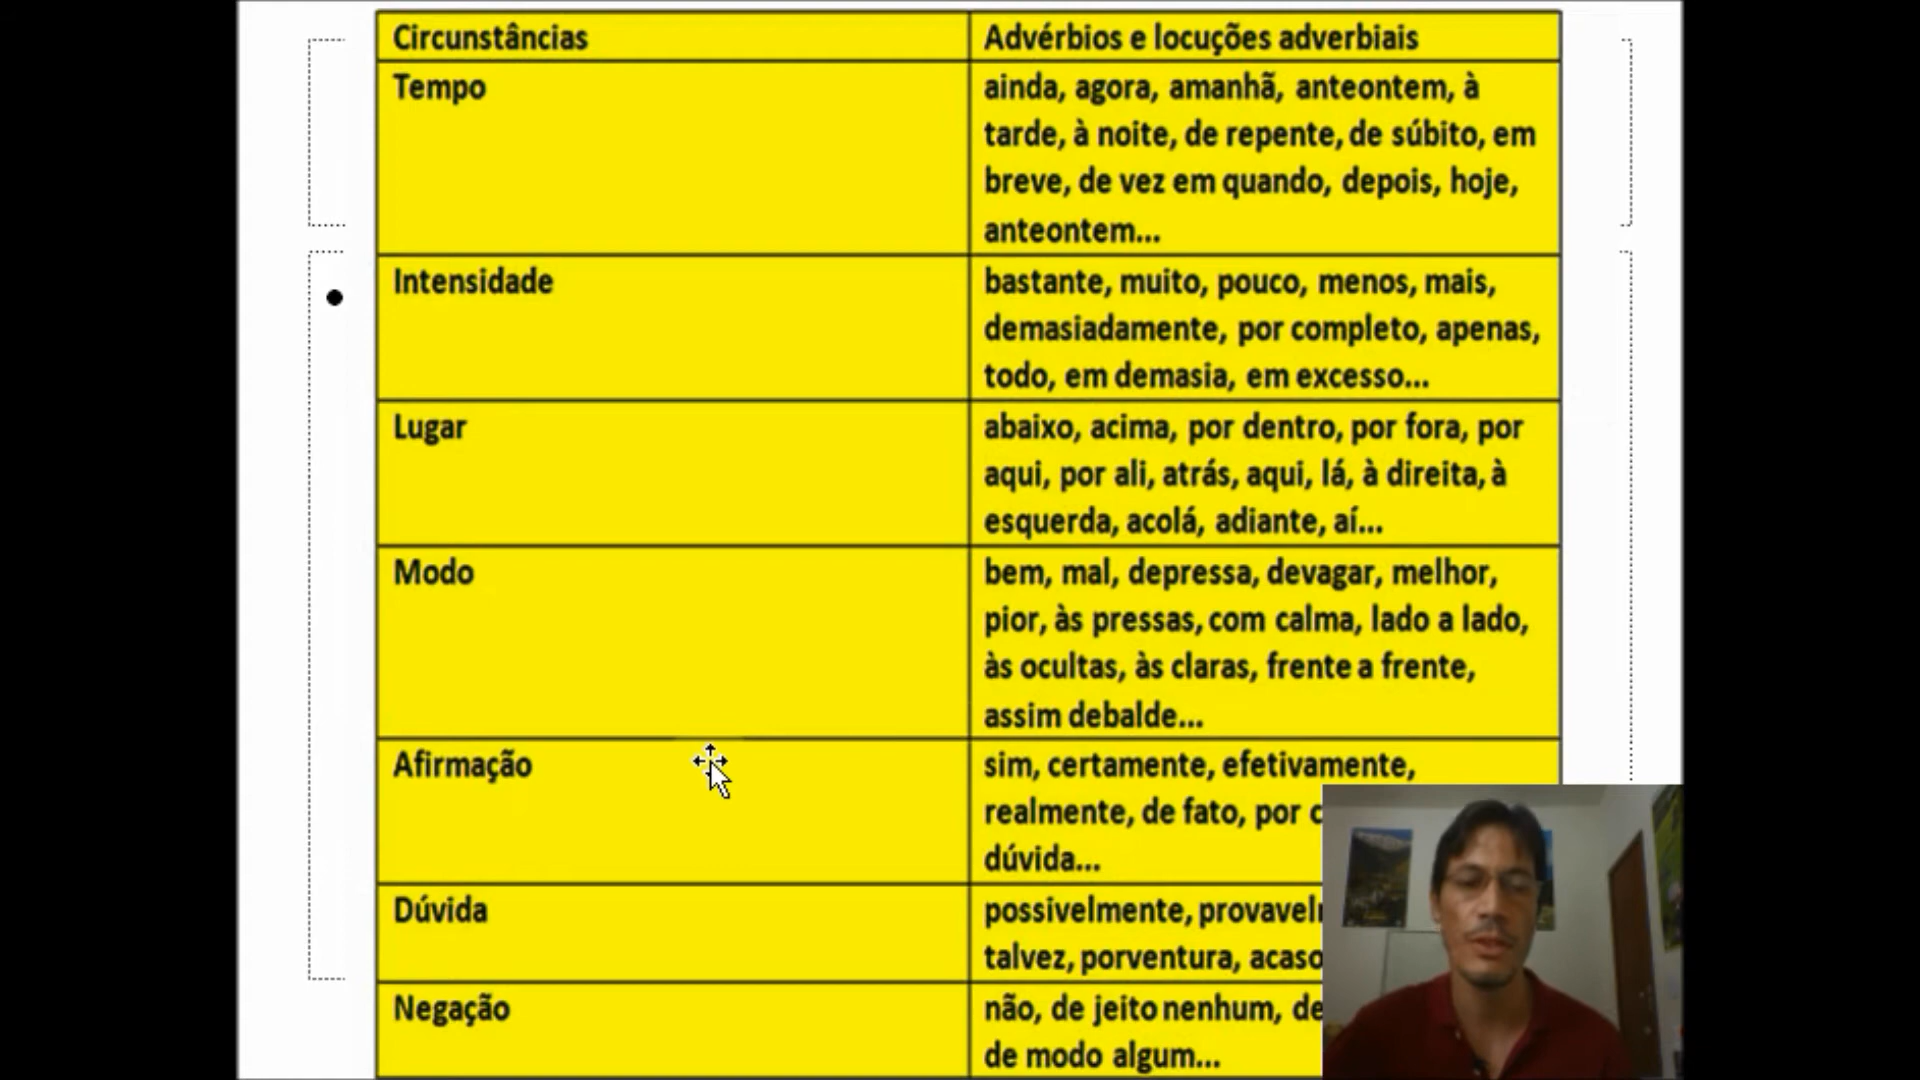 Circunstâncias
Advérbios e locuções adverbiais
Tempo
ainda, agora, amanhã, anteontem, à
tarde, à noite, de repente, de súbito, em
breve, de vez em quando, depois, hoje,
anteontem...
Intensidade
bastante, muito, pouco, menos, mais,
demasiadamente, por completo, apenas,
todo, em demasia, em excesso...
Lugar
abaixo, acima, por dentro, por fora, por
aqui, por ali, atrás, aqui, lá, à direita, à
esquerda, acolá, adiante, aí...
Modo
bem, mal, depressa, devagar, melhor,
pior, às pressas, com calma, lado a lado,
às ocultas, às claras, frente a frente,
assim debalde...
Afirmação
sim, certamente, efetivamente,
realmente, de fato, por
dúvida...
Dúvida
possivelmente,
talvez, porventura, acaso
Negação
não, de jeito nenhum,
de modo algum...